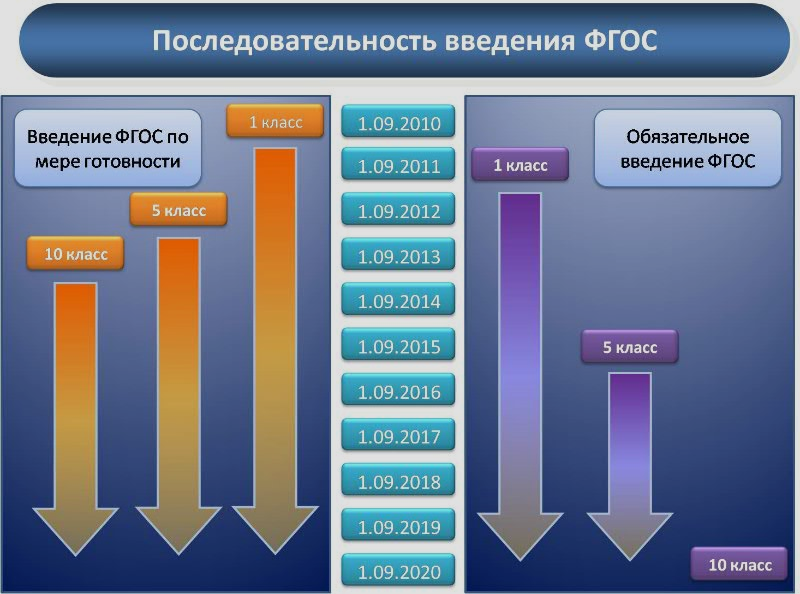 Последовательность введения ФГОС
Введение ФГОС по
мере готовности
1 класс
5 класс
10 класс
1.09.2010
1.09.2011
1.09.2012
1.09.2013
1.09.2014
1.09.2015
1.09.2016
1.09.2017
1.09.2018
1.09.2019
1.09.2020
1 класс
Обязательное
введение ФГОС
5 класс
10 класс